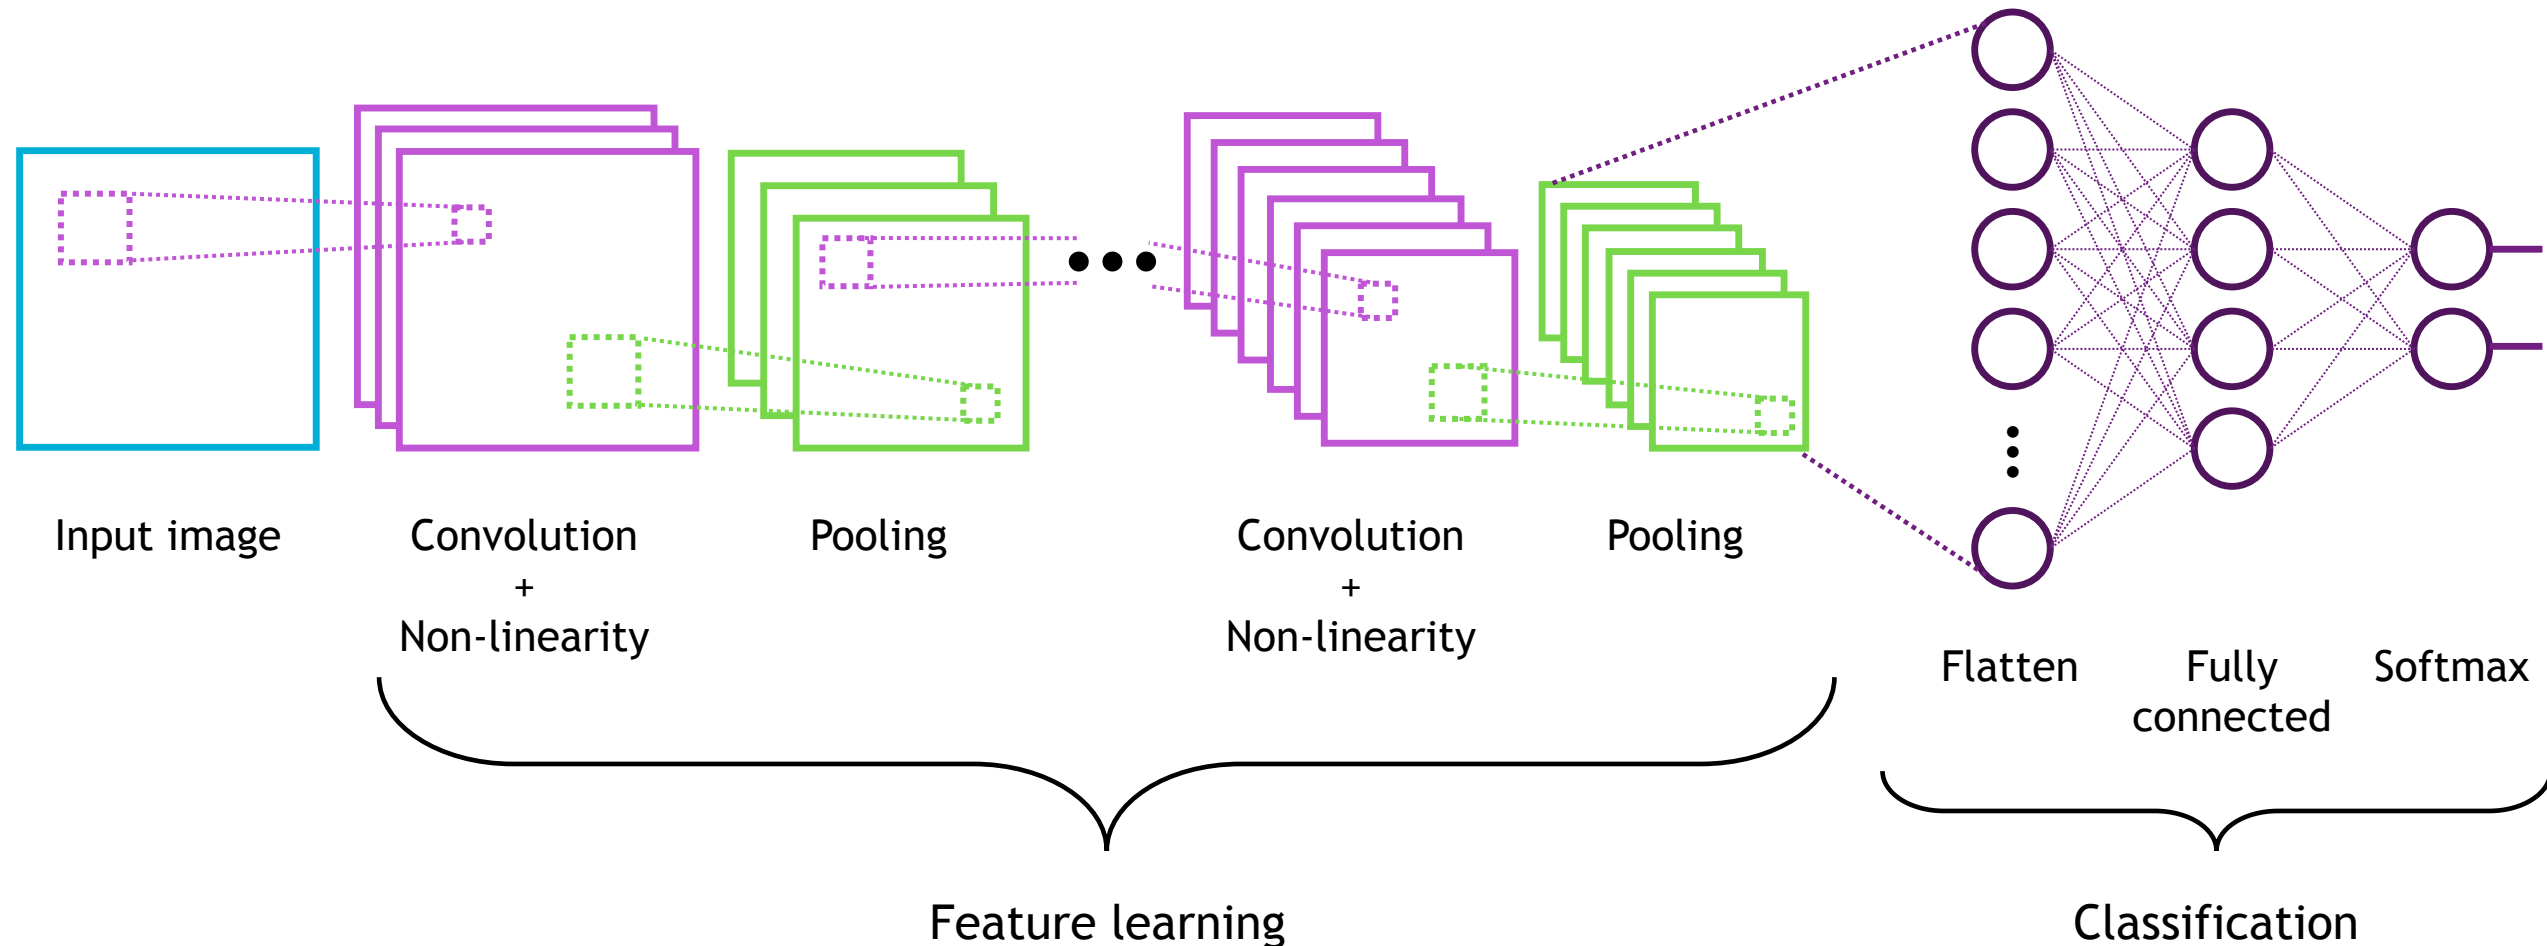 Input image
Convolution
+
Non-linearity
Pooling
Convolution
+
Non-linearity
Pooling
Flatten
Fully
connected
Softmax
Feature learning
Classification